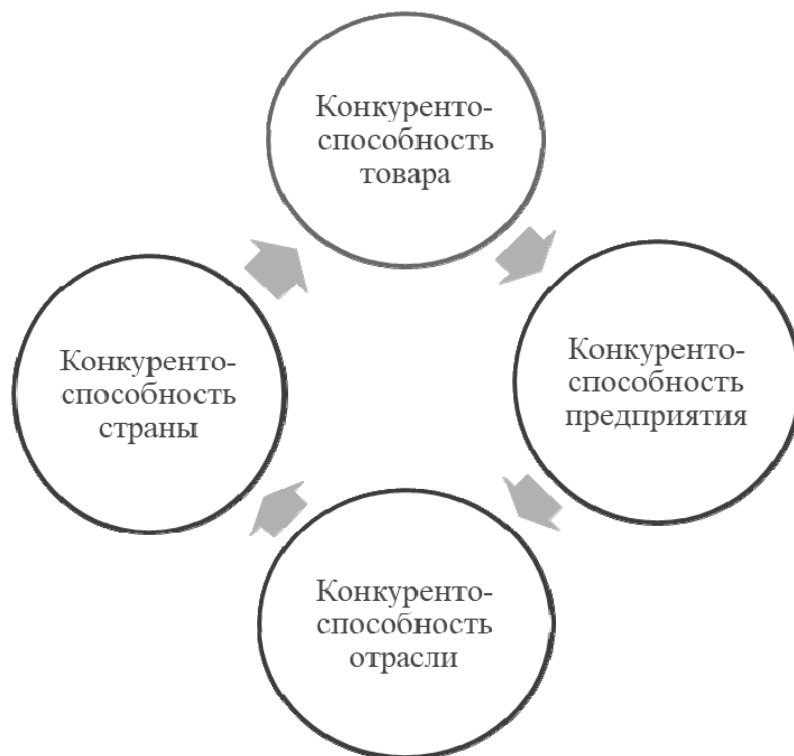 Конкуренто-
способность
товара
Конкуренто-
способность
страны
Конкуренто-
способность
предприятия
Конкуренто-
способность
отрасли